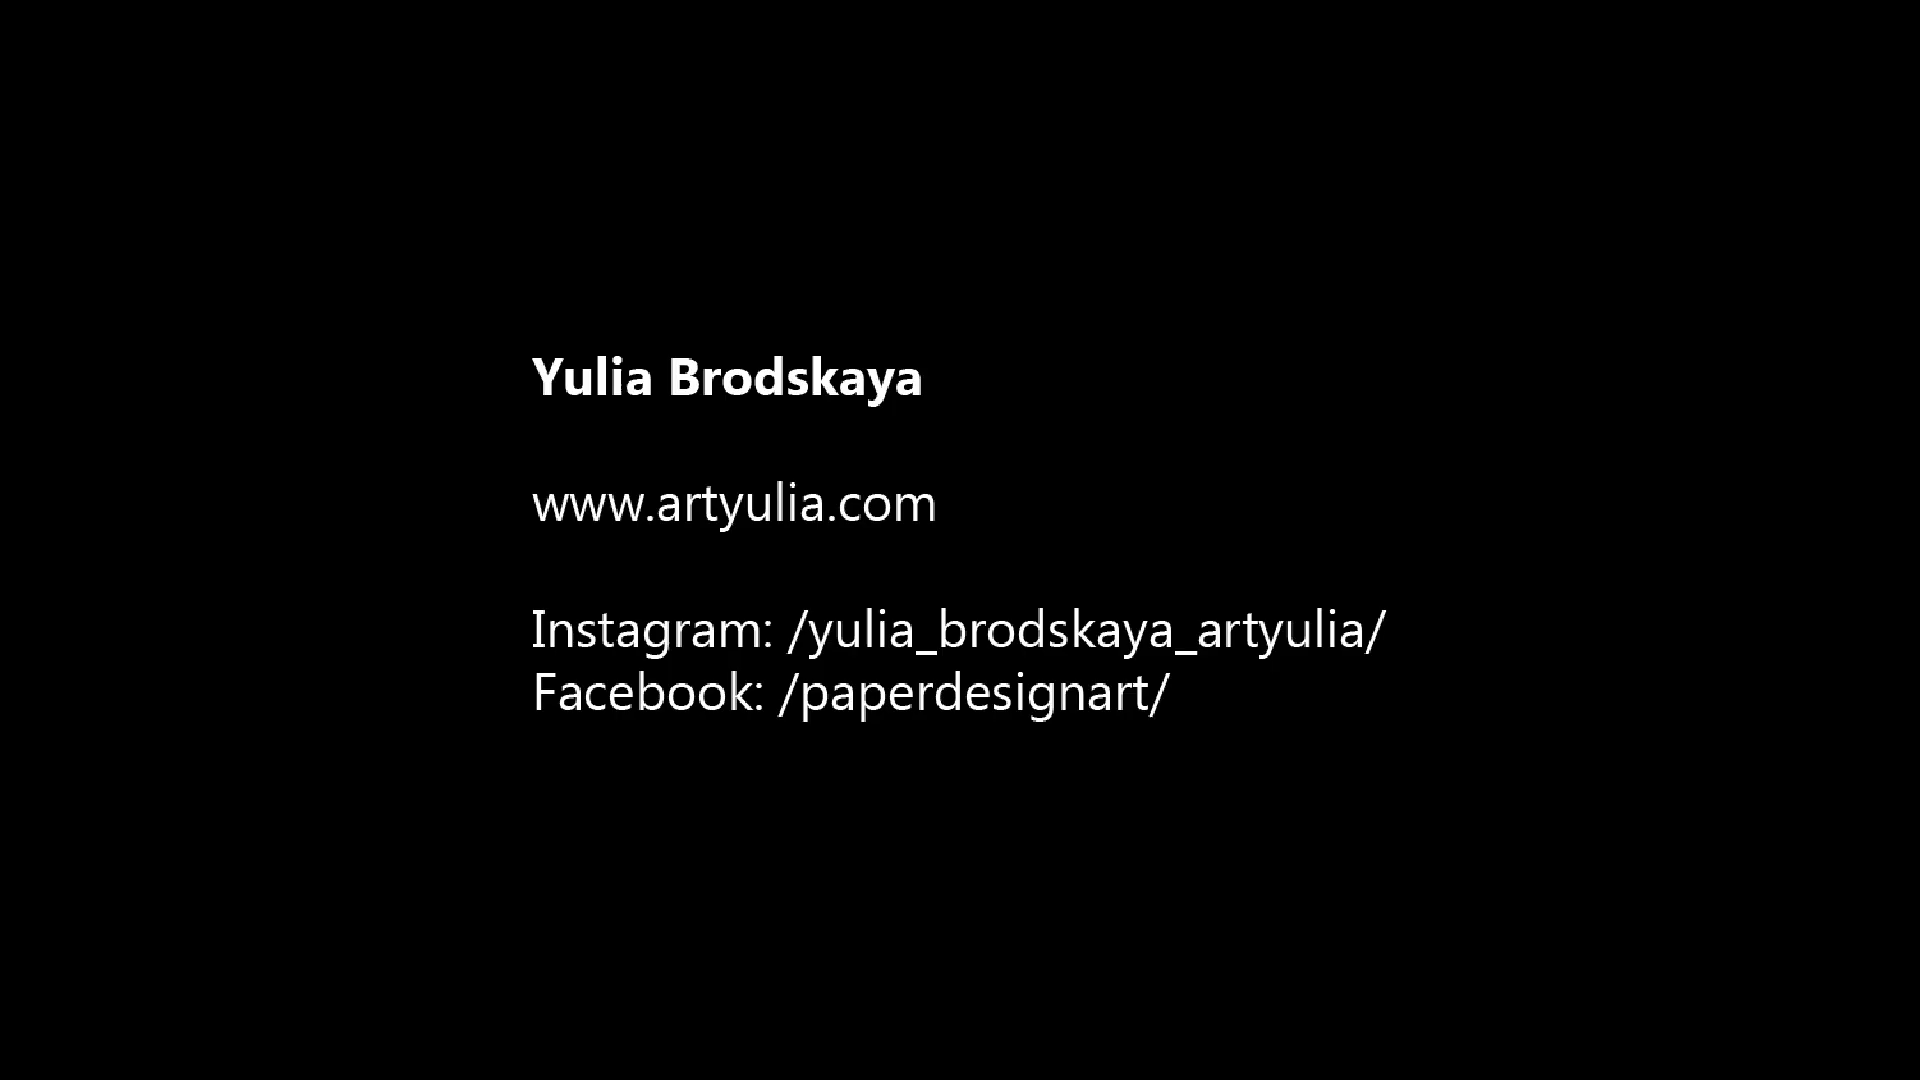 Yulia Brodskaya
www.artyulia.com
Instagram: /yulia_brodskaya_artyulia/
Facebook: /paperdesignart/